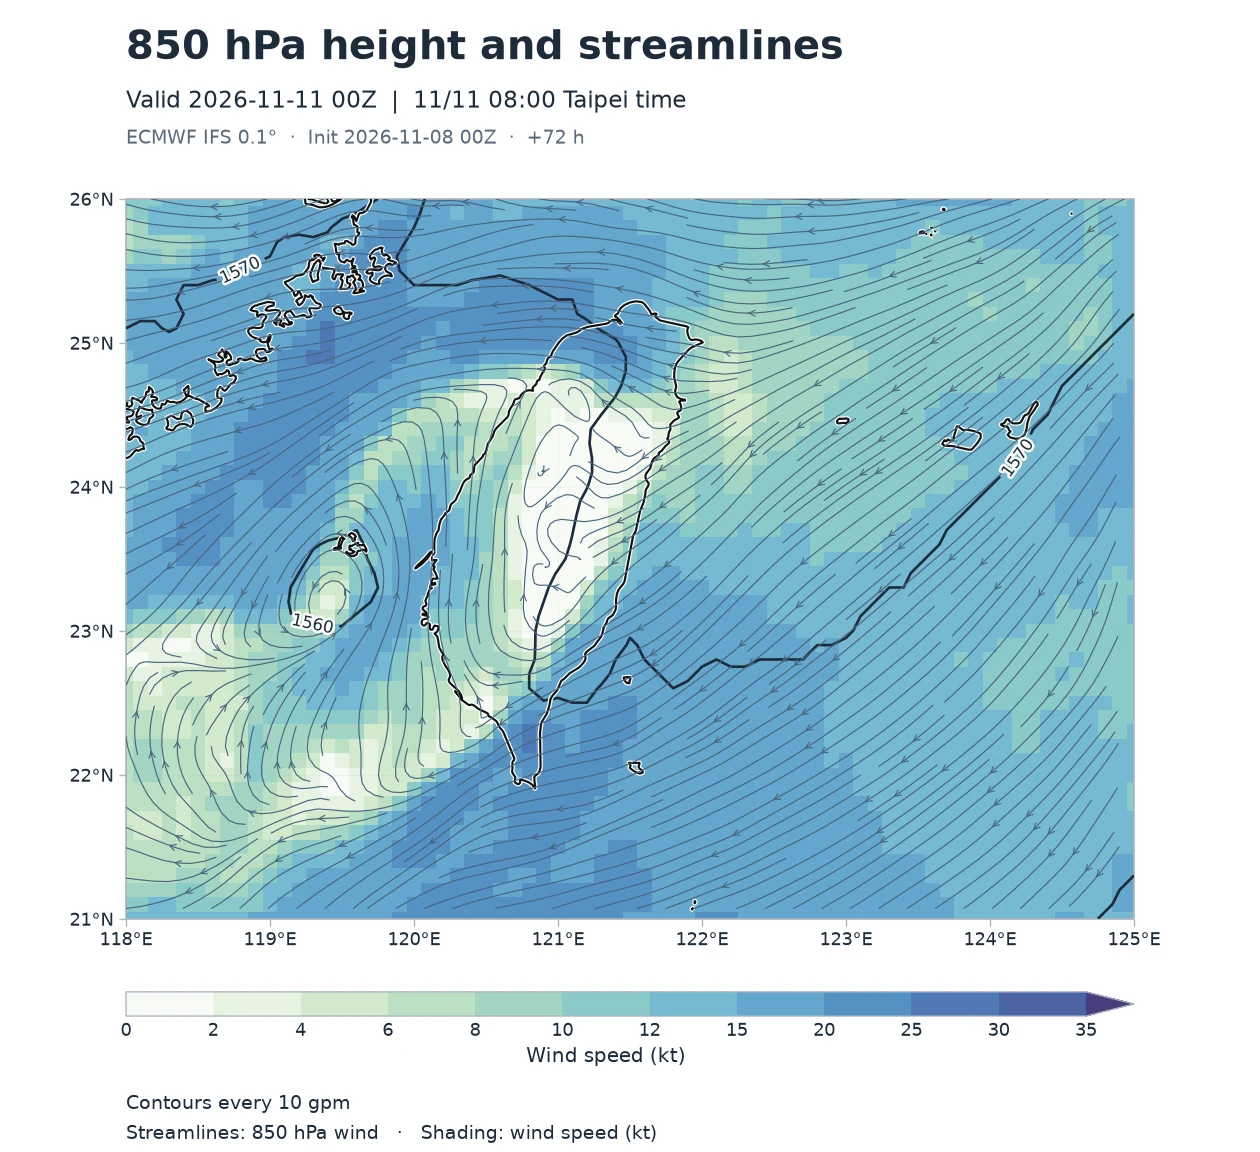 850 hPa height and streamlines
Valid 2026-11-11 00Z | 11/11 08:00 Taipei time
ECMWF IFS 0.1° · Init 2026-11-08 00Z · +72 h
26°N
1570
25°N
1570
24°N
1560
23°N
22°N
21°N
118°E 119°E 120°E 121°E 122°E 123°E 124°E 125°E
0 2 4 6 8 10 12 15 20 25 30 35
Wind speed (kt)
Contours every 10 gpm
Streamlines: 850 hPa wind · Shading: wind speed (kt)